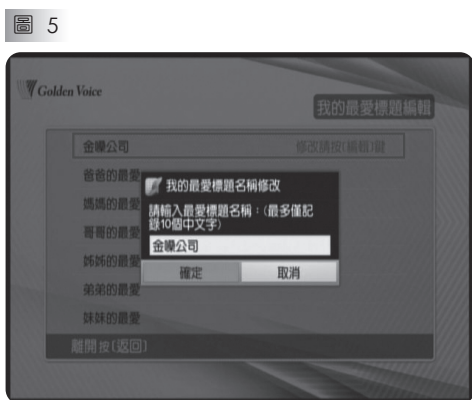 圖 5
Golden Voice
我的最愛標題編輯
金嗓公司 修改請按[編輯]鍵
爸爸的最愛
媽媽的最愛
哥哥的最愛
姊姊的最愛
弟弟的最愛
妹妹的最愛
我的最愛標題名稱修改
請輸入最愛標題名稱：(最多僅記
錄10個中文字)
金嗓公司
確定 取消
離開按[返回]